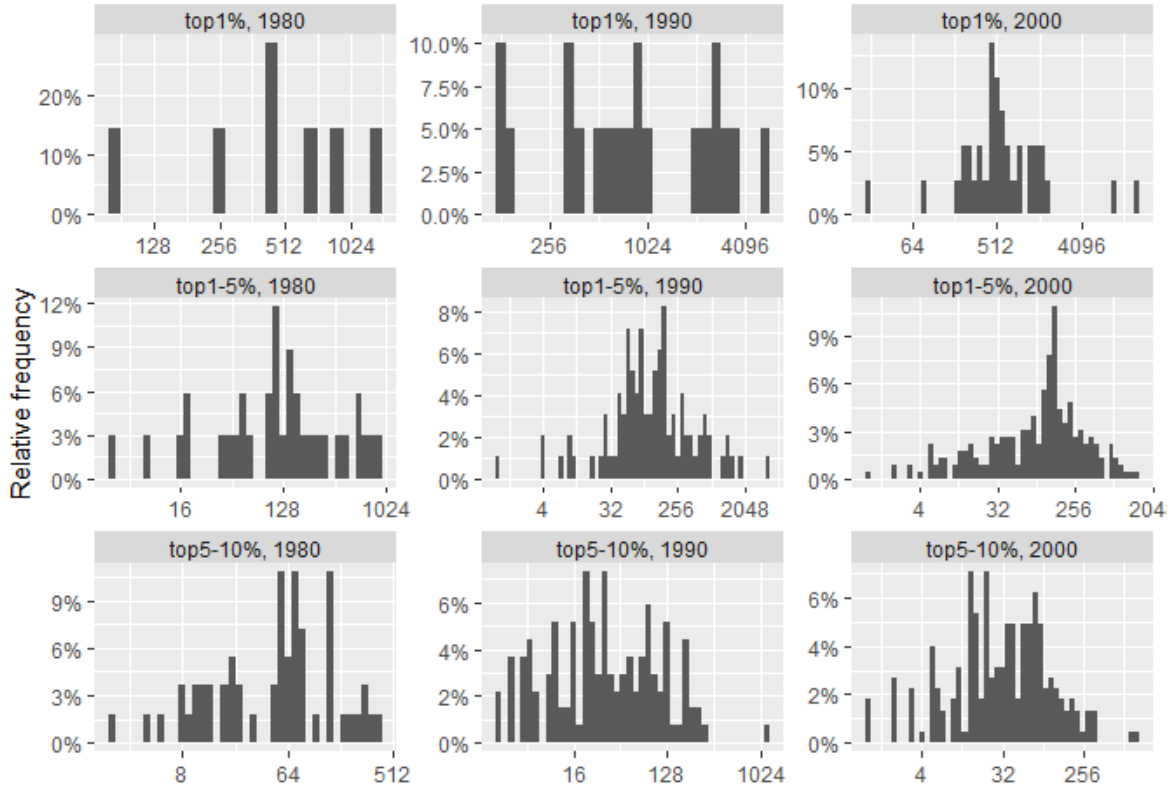 top1%, 1980
top1%, 1990
top1%, 2000
20%
10%
0%
10.0%
7.5%
5.0%
2.5%
0.0%
10%
5%
0%
128 256 512 1024
256 1024 4096
64 512 4096
Relative frequency
top1-5%, 1980
top1-5%, 1990
top1-5%, 2000
12%
9%
6%
3%
0%
8%
6%
4%
2%
0%
9%
6%
3%
0%
16 128 1024
4 32 256 2048
4 32 256 2048
top5-10%, 1980
top5-10%, 1990
top5-10%, 2000
9%
6%
3%
0%
6%
4%
2%
0%
6%
4%
2%
0%
8 64 512
16 128 1024
4 32 256